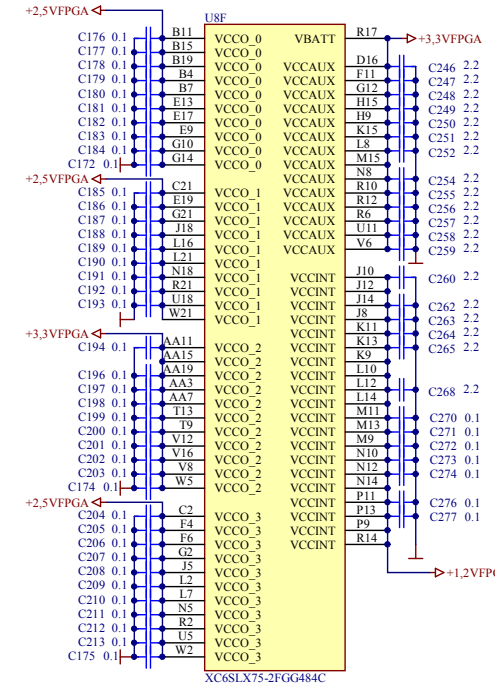 +2,5VFPGA
U8F
C176 0.1 B11 VCCO_0 VBATT R17 +3,3VFPGA
C177 0.1 B15 VCCO_0
C178 0.1 B19 VCCO_0 VCCAUX D16 C246 2.2
C179 0.1 B4 VCCO_0 VCCAUX F11 C247 2.2
C180 0.1 B7 VCCO_0 VCCAUX G12 C248 2.2
C181 0.1 E13 VCCO_0 VCCAUX H15 C249 2.2
C182 0.1 E17 VCCO_0 VCCAUX H9 C250 2.2
C183 0.1 E9 VCCO_0 VCCAUX K15 C251 2.2
C184 0.1 G10 VCCO_0 VCCAUX L8 C252 2.2
C172 0.1 G14 VCCO_0 VCCAUX M15
+2,5VFPGA VCCAUX N8 C254 2.2
C185 0.1 C21 VCCO_1 VCCAUX R10 C255 2.2
C186 0.1 E19 VCCO_1 VCCAUX R12 C256 2.2
C187 0.1 G21 VCCO_1 VCCAUX R6 C257 2.2
C188 0.1 J18 VCCO_1 VCCAUX U11 C258 2.2
C189 0.1 L16 VCCO_1 VCCAUX V6 C259 2.2
C190 0.1 L21 VCCO_1
C191 0.1 N18 VCCO_1 VCCINT J10 C260 2.2
C192 0.1 R21 VCCO_1 VCCINT J12
C193 0.1 U18 VCCO_1 VCCINT J14 C262 2.2
W21 VCCO_1 VCCINT J8 C263 2.2
+3,3VFPGA VCCINT K11 C264 2.2
C194 0.1 AA11 VCCO_2 VCCINT K13 C265 2.2
AA15 VCCO_2 VCCINT K9
C196 0.1 AA19 VCCO_2 VCCINT L10
C197 0.1 AA3 VCCO_2 VCCINT L12 C268 2.2
C198 0.1 AA7 VCCO_2 VCCINT L14
C199 0.1 T13 VCCO_2 VCCINT M11 C270 0.1
C200 0.1 T9 VCCO_2 VCCINT M13 C271 0.1
C201 0.1 V12 VCCO_2 VCCINT M9 C272 0.1
C202 0.1 V16 VCCO_2 VCCINT N10 C273 0.1
C203 0.1 V8 VCCO_2 VCCINT N12 C274 0.1
C174 0.1 W5 VCCO_2 VCCINT N14
+2,5VFPGA VCCINT P11 C276 0.1
C204 0.1 C2 VCCO_3 VCCINT P13 C277 0.1
C205 0.1 F4 VCCO_3 VCCINT P9
C206 0.1 F6 VCCO_3 VCCINT R14
C207 0.1 G2 VCCO_3
C208 0.1 J5 VCCO_3 +1,2VFP
C209 0.1 L2 VCCO_3
C210 0.1 L7 VCCO_3
C211 0.1 N5 VCCO_3
C212 0.1 R2 VCCO_3
C213 0.1 U5 VCCO_3
C175 0.1 W2 VCCO_3
XC6SLX75-2FGG484C